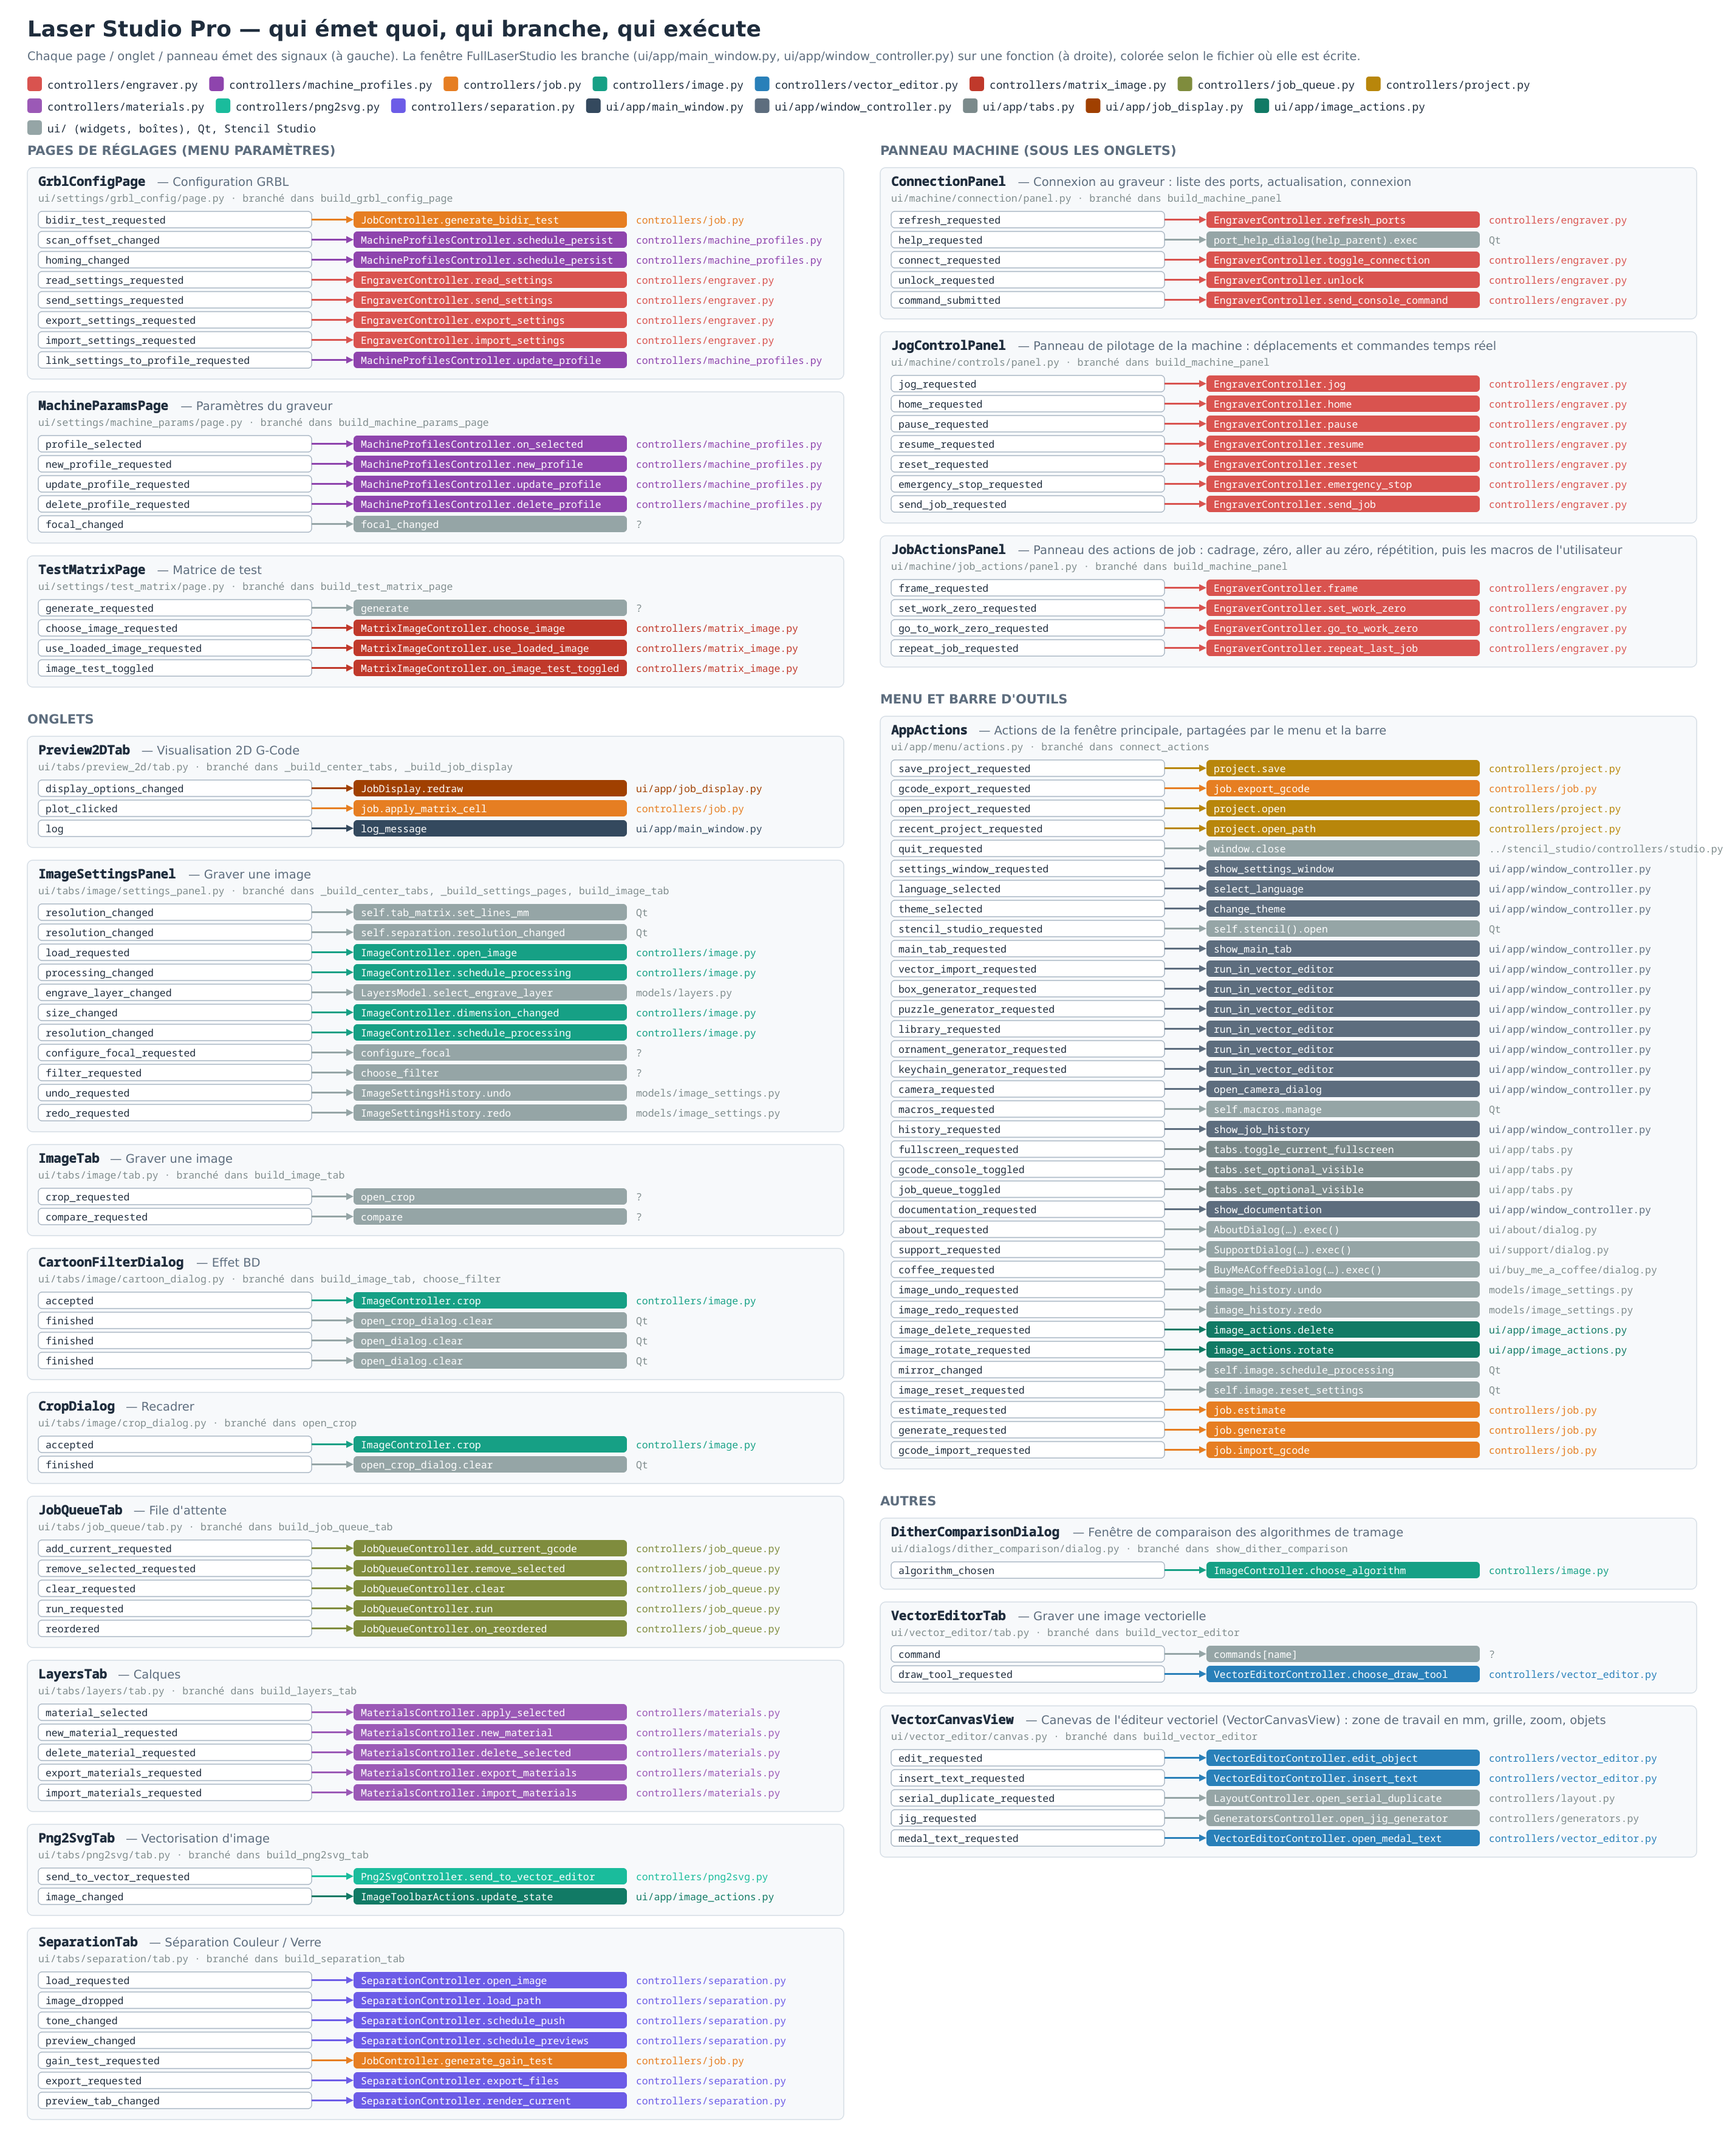 Laser Studio Pro — qui émet quoi, qui branche, qui exécute
Chaque page / onglet / panneau émet des signaux (à gauche). La fenêtre FullLaserStudio les branche (ui/app/main_window.py, ui/app/window_controller.py) sur une fonction (à droite), colorée selon le fichier où elle est écrite.
controllers/engraver.py controllers/machine_profiles.py controllers/job.py controllers/image.py controllers/vector_editor.py controllers/matrix_image.py controllers/job_queue.py controllers/project.py
controllers/materials.py controllers/png2svg.py controllers/separation.py ui/app/main_window.py ui/app/window_controller.py ui/app/tabs.py ui/app/job_display.py ui/app/image_actions.py
ui/ (widgets, boîtes), Qt, Stencil Studio
PAGES DE RÉGLAGES (MENU PARAMÈTRES)
GrblConfigPage — Configuration GRBL
ui/settings/grbl_config/page.py · branché dans build_grbl_config_page
bidir_test_requested JobController.generate_bidir_test controllers/job.py
scan_offset_changed MachineProfilesController.schedule_persist controllers/machine_profiles.py
homing_changed MachineProfilesController.schedule_persist controllers/machine_profiles.py
read_settings_requested EngraverController.read_settings controllers/engraver.py
send_settings_requested EngraverController.send_settings controllers/engraver.py
export_settings_requested EngraverController.export_settings controllers/engraver.py
import_settings_requested EngraverController.import_settings controllers/engraver.py
link_settings_to_profile_requested MachineProfilesController.update_profile controllers/machine_profiles.py
MachineParamsPage — Paramètres du graveur
ui/settings/machine_params/page.py · branché dans build_machine_params_page
profile_selected MachineProfilesController.on_selected controllers/machine_profiles.py
new_profile_requested MachineProfilesController.new_profile controllers/machine_profiles.py
update_profile_requested MachineProfilesController.update_profile controllers/machine_profiles.py
delete_profile_requested MachineProfilesController.delete_profile controllers/machine_profiles.py
focal_changed focal_changed ?
TestMatrixPage — Matrice de test
ui/settings/test_matrix/page.py · branché dans build_test_matrix_page
generate_requested generate ?
choose_image_requested MatrixImageController.choose_image controllers/matrix_image.py
use_loaded_image_requested MatrixImageController.use_loaded_image controllers/matrix_image.py
image_test_toggled MatrixImageController.on_image_test_toggled controllers/matrix_image.py
ONGLETS
Preview2DTab — Visualisation 2D G-Code
ui/tabs/preview_2d/tab.py · branché dans _build_center_tabs, _build_job_display
display_options_changed JobDisplay.redraw ui/app/job_display.py
plot_clicked job.apply_matrix_cell controllers/job.py
log log_message ui/app/main_window.py
ImageSettingsPanel — Graver une image
ui/tabs/image/settings_panel.py · branché dans _build_center_tabs, _build_settings_pages, build_image_tab
resolution_changed self.tab_matrix.set_lines_mm Qt
resolution_changed self.separation.resolution_changed Qt
load_requested ImageController.open_image controllers/image.py
processing_changed ImageController.schedule_processing controllers/image.py
engrave_layer_changed LayersModel.select_engrave_layer models/layers.py
size_changed ImageController.dimension_changed controllers/image.py
resolution_changed ImageController.schedule_processing controllers/image.py
configure_focal_requested configure_focal ?
filter_requested choose_filter ?
undo_requested ImageSettingsHistory.undo models/image_settings.py
redo_requested ImageSettingsHistory.redo models/image_settings.py
ImageTab — Graver une image
ui/tabs/image/tab.py · branché dans build_image_tab
crop_requested open_crop ?
compare_requested compare ?
CartoonFilterDialog — Effet BD
ui/tabs/image/cartoon_dialog.py · branché dans build_image_tab, choose_filter
accepted ImageController.crop controllers/image.py
finished open_crop_dialog.clear Qt
finished open_dialog.clear Qt
finished open_dialog.clear Qt
CropDialog — Recadrer
ui/tabs/image/crop_dialog.py · branché dans open_crop
accepted ImageController.crop controllers/image.py
finished open_crop_dialog.clear Qt
JobQueueTab — File d'attente
ui/tabs/job_queue/tab.py · branché dans build_job_queue_tab
add_current_requested JobQueueController.add_current_gcode controllers/job_queue.py
remove_selected_requested JobQueueController.remove_selected controllers/job_queue.py
clear_requested JobQueueController.clear controllers/job_queue.py
run_requested JobQueueController.run controllers/job_queue.py
reordered JobQueueController.on_reordered controllers/job_queue.py
LayersTab — Calques
ui/tabs/layers/tab.py · branché dans build_layers_tab
material_selected MaterialsController.apply_selected controllers/materials.py
new_material_requested MaterialsController.new_material controllers/materials.py
delete_material_requested MaterialsController.delete_selected controllers/materials.py
export_materials_requested MaterialsController.export_materials controllers/materials.py
import_materials_requested MaterialsController.import_materials controllers/materials.py
Png2SvgTab — Vectorisation d'image
ui/tabs/png2svg/tab.py · branché dans build_png2svg_tab
send_to_vector_requested Png2SvgController.send_to_vector_editor controllers/png2svg.py
image_changed ImageToolbarActions.update_state ui/app/image_actions.py
SeparationTab — Séparation Couleur / Verre
ui/tabs/separation/tab.py · branché dans build_separation_tab
load_requested SeparationController.open_image controllers/separation.py
image_dropped SeparationController.load_path controllers/separation.py
tone_changed SeparationController.schedule_push controllers/separation.py
preview_changed SeparationController.schedule_previews controllers/separation.py
gain_test_requested JobController.generate_gain_test controllers/job.py
export_requested SeparationController.export_files controllers/separation.py
preview_tab_changed SeparationController.render_current controllers/separation.py
PANNEAU MACHINE (SOUS LES ONGLETS)
ConnectionPanel — Connexion au graveur : liste des ports, actualisation, connexion
ui/machine/connection/panel.py · branché dans build_machine_panel
refresh_requested EngraverController.refresh_ports controllers/engraver.py
help_requested port_help_dialog(help_parent).exec Qt
connect_requested EngraverController.toggle_connection controllers/engraver.py
unlock_requested EngraverController.unlock controllers/engraver.py
command_submitted EngraverController.send_console_command controllers/engraver.py
JogControlPanel — Panneau de pilotage de la machine : déplacements et commandes temps réel
ui/machine/controls/panel.py · branché dans build_machine_panel
jog_requested EngraverController.jog controllers/engraver.py
home_requested EngraverController.home controllers/engraver.py
pause_requested EngraverController.pause controllers/engraver.py
resume_requested EngraverController.resume controllers/engraver.py
reset_requested EngraverController.reset controllers/engraver.py
emergency_stop_requested EngraverController.emergency_stop controllers/engraver.py
send_job_requested EngraverController.send_job controllers/engraver.py
JobActionsPanel — Panneau des actions de job : cadrage, zéro, aller au zéro, répétition, puis les macros de l'utilisateur
ui/machine/job_actions/panel.py · branché dans build_machine_panel
frame_requested EngraverController.frame controllers/engraver.py
set_work_zero_requested EngraverController.set_work_zero controllers/engraver.py
go_to_work_zero_requested EngraverController.go_to_work_zero controllers/engraver.py
repeat_job_requested EngraverController.repeat_last_job controllers/engraver.py
MENU ET BARRE D'OUTILS
AppActions — Actions de la fenêtre principale, partagées par le menu et la barre
ui/app/menu/actions.py · branché dans connect_actions
save_project_requested project.save controllers/project.py
gcode_export_requested job.export_gcode controllers/job.py
open_project_requested project.open controllers/project.py
recent_project_requested project.open_path controllers/project.py
quit_requested window.close ../stencil_studio/controllers/studio.py
settings_window_requested show_settings_window ui/app/window_controller.py
language_selected select_language ui/app/window_controller.py
theme_selected change_theme ui/app/window_controller.py
stencil_studio_requested self.stencil().open Qt
main_tab_requested show_main_tab ui/app/window_controller.py
vector_import_requested run_in_vector_editor ui/app/window_controller.py
box_generator_requested run_in_vector_editor ui/app/window_controller.py
puzzle_generator_requested run_in_vector_editor ui/app/window_controller.py
library_requested run_in_vector_editor ui/app/window_controller.py
ornament_generator_requested run_in_vector_editor ui/app/window_controller.py
keychain_generator_requested run_in_vector_editor ui/app/window_controller.py
camera_requested open_camera_dialog ui/app/window_controller.py
macros_requested self.macros.manage Qt
history_requested show_job_history ui/app/window_controller.py
fullscreen_requested tabs.toggle_current_fullscreen ui/app/tabs.py
gcode_console_toggled tabs.set_optional_visible ui/app/tabs.py
job_queue_toggled tabs.set_optional_visible ui/app/tabs.py
documentation_requested show_documentation ui/app/window_controller.py
about_requested AboutDialog(…).exec() ui/about/dialog.py
support_requested SupportDialog(…).exec() ui/support/dialog.py
coffee_requested BuyMeACoffeeDialog(…).exec() ui/buy_me_a_coffee/dialog.py
image_undo_requested image_history.undo models/image_settings.py
image_redo_requested image_history.redo models/image_settings.py
image_delete_requested image_actions.delete ui/app/image_actions.py
image_rotate_requested image_actions.rotate ui/app/image_actions.py
mirror_changed self.image.schedule_processing Qt
image_reset_requested self.image.reset_settings Qt
estimate_requested job.estimate controllers/job.py
generate_requested job.generate controllers/job.py
gcode_import_requested job.import_gcode controllers/job.py
AUTRES
DitherComparisonDialog — Fenêtre de comparaison des algorithmes de tramage
ui/dialogs/dither_comparison/dialog.py · branché dans show_dither_comparison
algorithm_chosen ImageController.choose_algorithm controllers/image.py
VectorEditorTab — Graver une image vectorielle
ui/vector_editor/tab.py · branché dans build_vector_editor
command commands[name] ?
draw_tool_requested VectorEditorController.choose_draw_tool controllers/vector_editor.py
VectorCanvasView — Canevas de l'éditeur vectoriel (VectorCanvasView) : zone de travail en mm, grille, zoom, objets
ui/vector_editor/canvas.py · branché dans build_vector_editor
edit_requested VectorEditorController.edit_object controllers/vector_editor.py
insert_text_requested VectorEditorController.insert_text controllers/vector_editor.py
serial_duplicate_requested LayoutController.open_serial_duplicate controllers/layout.py
jig_requested GeneratorsController.open_jig_generator controllers/generators.py
medal_text_requested VectorEditorController.open_medal_text controllers/vector_editor.py